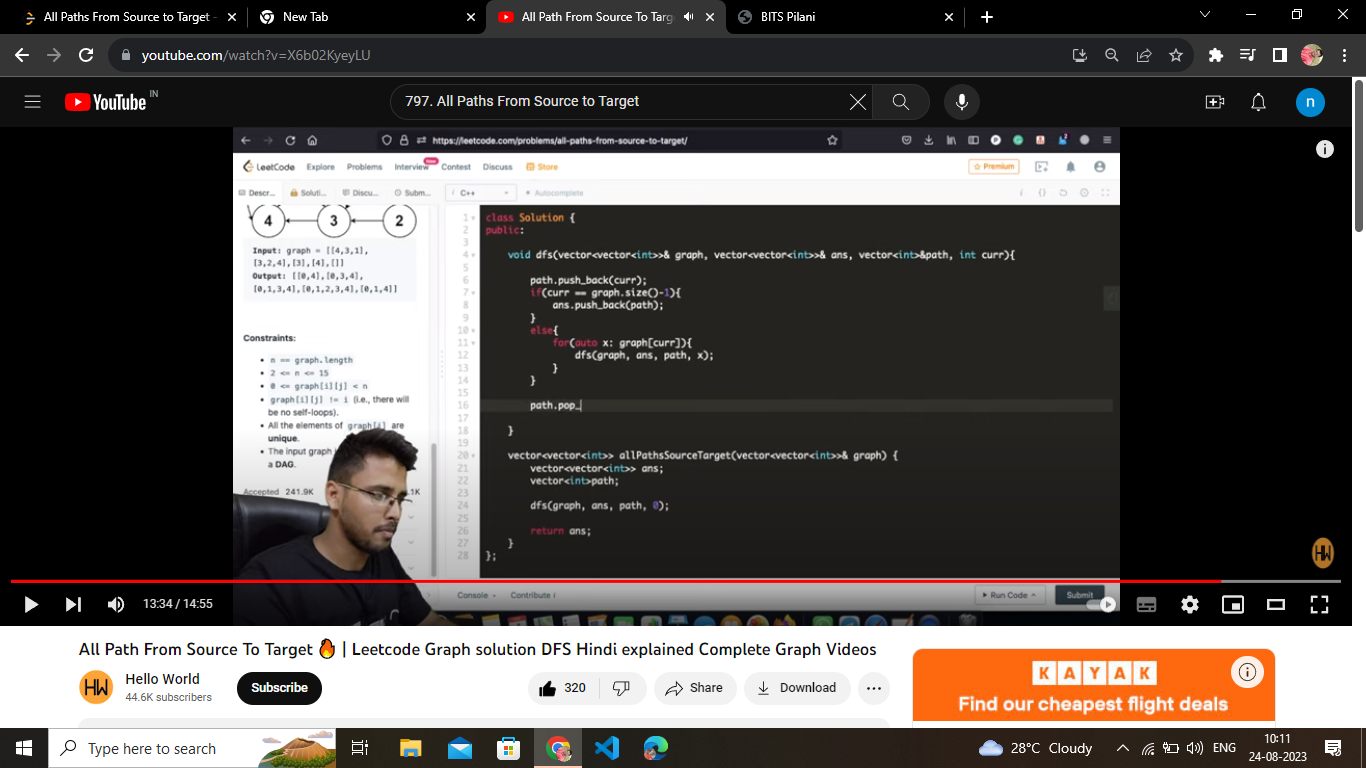 All Paths From Source to Target -
New Tab
All Path From Source To Targ
BITS Pilani
youtube.com/watch?v=X6b02KyeyLU
YouTube IN
797. All Paths From Source to Target
n
https://leetcode.com/problems/all-paths-from-source-to-target/
LeetCode Explore Problems Interview New Contest Discuss Store Premium
Descr... Soluti... Discu... Subm... i C++ Autocomplete
4 3 2
Input: graph = [[4,3,1],
[3,2,4],[3],[4],[]]
Output: [[0,4],[0,3,4],
[0,1,3,4],[0,1,2,3,4],[0,1,4]]
Constraints:
n == graph.length
2 <= n <= 15
0 <= graph[i][j] < n
graph[i][j] != i (i.e., there will
be no self-loops).
All the elements of graph[i] are
unique.
The input graph
a DAG.
Accepted 241.9K
1 class Solution {
2 public:
3
4 void dfs(vector<vector<int>>& graph, vector<vector<int>>& ans, vector<int>&path, int curr){
5
6 path.push_back(curr);
7 if(curr == graph.size()-1){
8 ans.push_back(path);
9 }
10 else{
11 for(auto x: graph[curr]){
12 dfs(graph, ans, path, x);
13 }
14 }
15
16 path.pop_
17
18 }
19
20 vector<vector<int>> allPathsSourceTarget(vector<vector<int>>& graph) {
21 vector<vector<int>> ans;
22 vector<int>path;
23
24 dfs(graph, ans, path, 0);
25
26 return ans;
27 }
28 };
Console Contribute i Run Code Submit
HW
13:34 / 14:55
All Path From Source To Target 🔥 | Leetcode Graph solution DFS Hindi explained Complete Graph Videos
HW
Hello World
44.6K subscribers
Subscribe
320
Share
Download
KAYAK
Find our cheapest flight deals
Type here to search
28°C Cloudy
ENG
10:11
24-08-2023